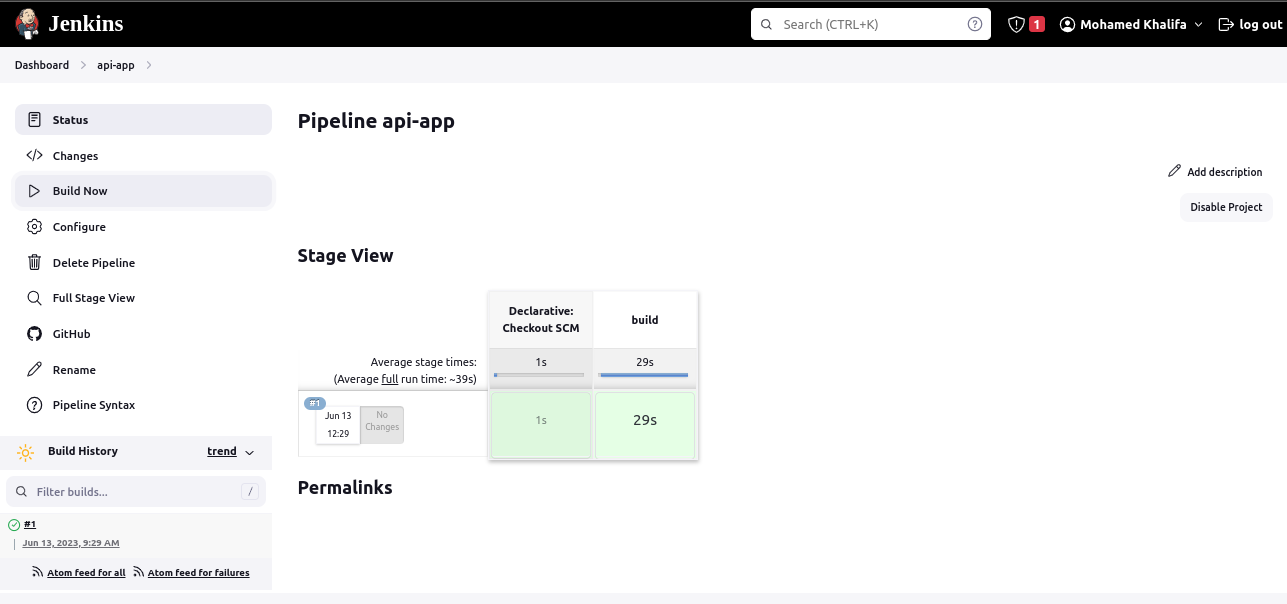 Jenkins
Search (CTRL+K)
1
Mohamed Khalifa
log out
Dashboard
api-app
Status
Changes
Build Now
Configure
Delete Pipeline
Full Stage View
GitHub
Rename
Pipeline Syntax
Build History
trend
Filter builds...
/
#1
Jun 13, 2023, 9:29 AM
Atom feed for all
Atom feed for failures
Pipeline api-app
Add description
Disable Project
Stage View
Declarative:
Checkout SCM
build
Average stage times:
(Average full run time: ~39s)
1s
29s
#1
Jun 13
12:29
No
Changes
1s
29s
Permalinks